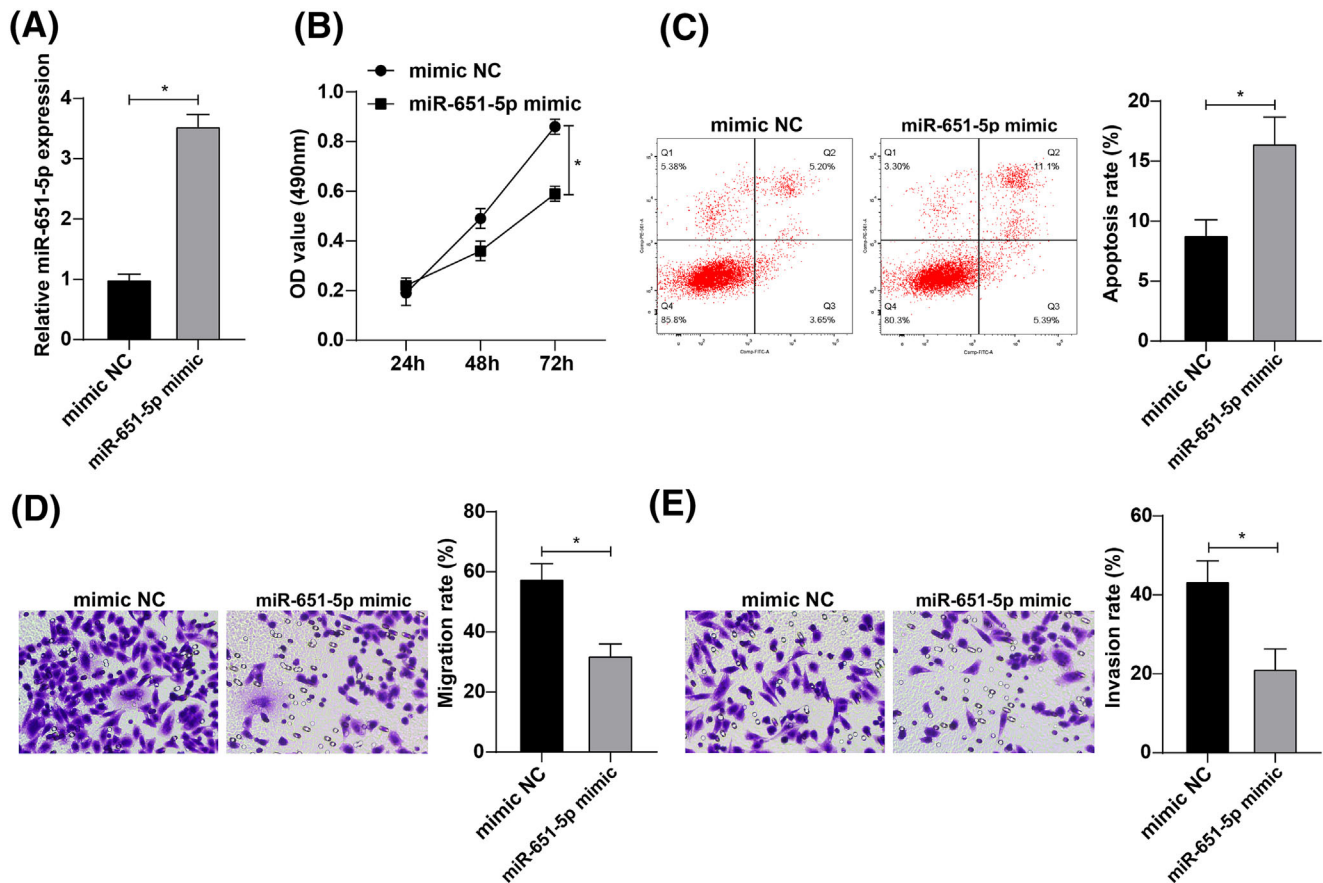 (A)
Relative miR-651-5p expression
4
3
2
1
0
*
mimic NC
miR-651-5p mimic
(B)
mimic NC
miR-651-5p mimic
OD value (490nm)
1.0
0.8
0.6
0.4
0.2
0.0
*
24h
48h
72h
(C)
mimic NC
Q1
5.38%
Q2
5.20%
Q4
85.8%
Q3
3.65%
Comp-FITC-A
miR-651-5p mimic
Q1
3.30%
Q2
11.1%
Q4
80.3%
Q3
5.39%
Comp-FITC-A
Apoptosis rate (%)
20
15
10
5
0
*
mimic NC
miR-651-5p mimic
(D)
mimic NC
miR-651-5p mimic
Migration rate (%)
80
60
40
20
0
*
mimic NC
miR-651-5p mimic
(E)
mimic NC
miR-651-5p mimic
Invasion rate (%)
60
40
20
0
*
mimic NC
miR-651-5p mimic